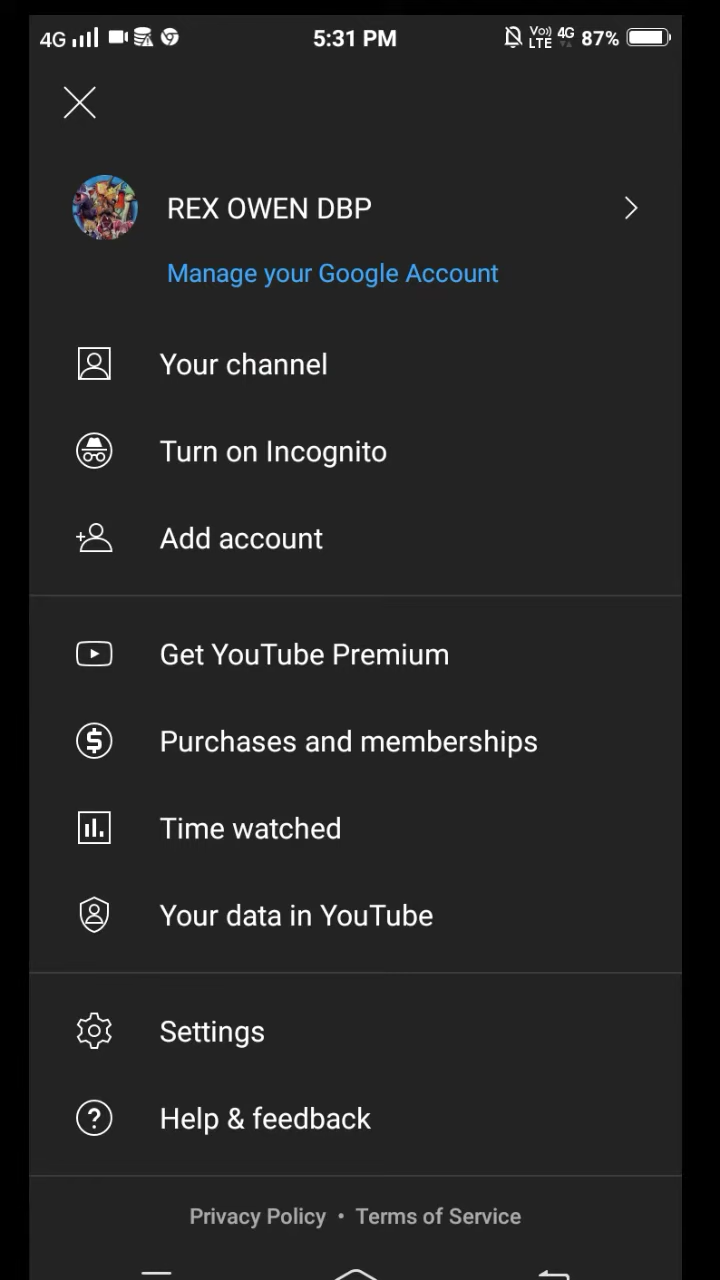 4G 5:31 PM Vo) LTE 4G 87%
REX OWEN DBP
Manage your Google Account
Your channel
Turn on Incognito
Add account
Get YouTube Premium
Purchases and memberships
Time watched
Your data in YouTube
Settings
Help & feedback
Privacy Policy • Terms of Service